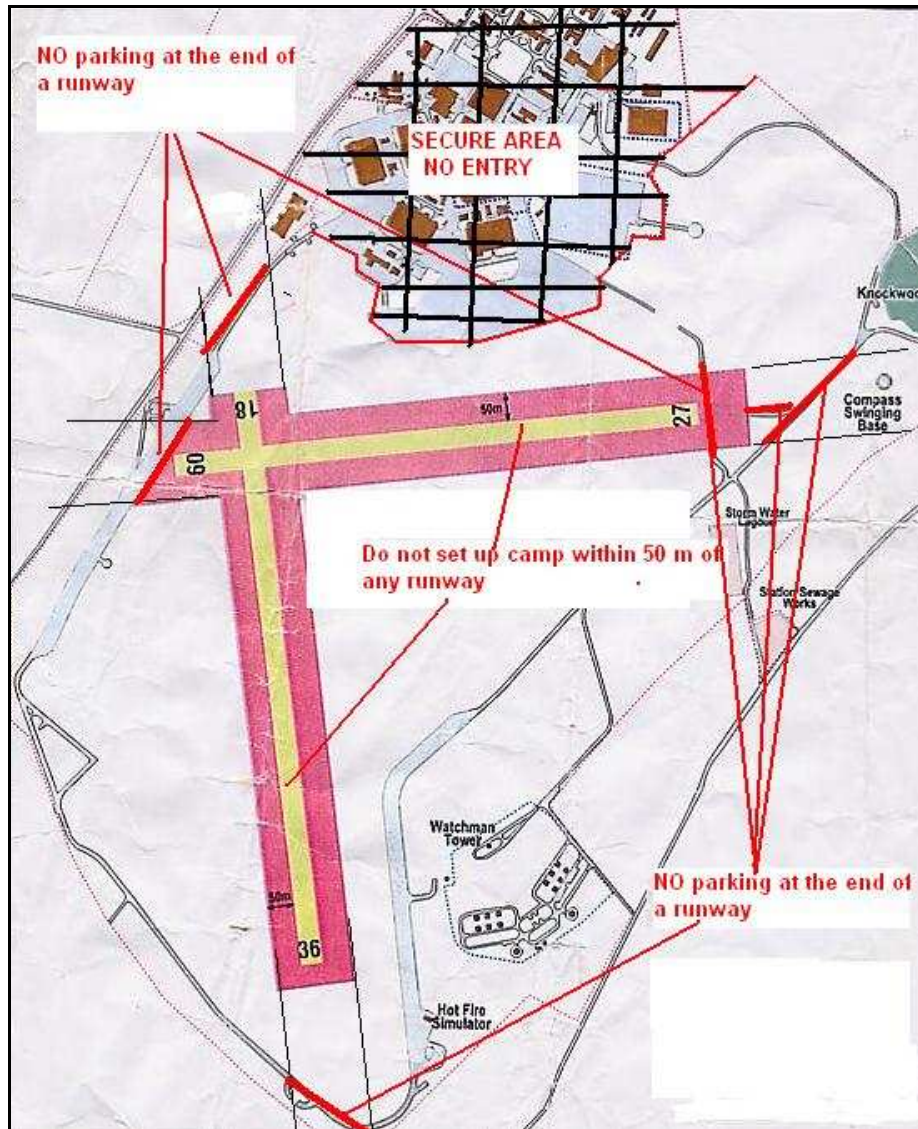 NO parking at the end of
a runway
SECURE AREA
NO ENTRY
Knockwoo
18
50m
27
Compass
Swinging
Base
09
Storm Water
Lagoon
Do not set up camp within 50 m of
any runway
Station Sewage
Works
Watchman
Tower
NO parking at the end of
a runway
50m
36
Hot Fire
Simulator